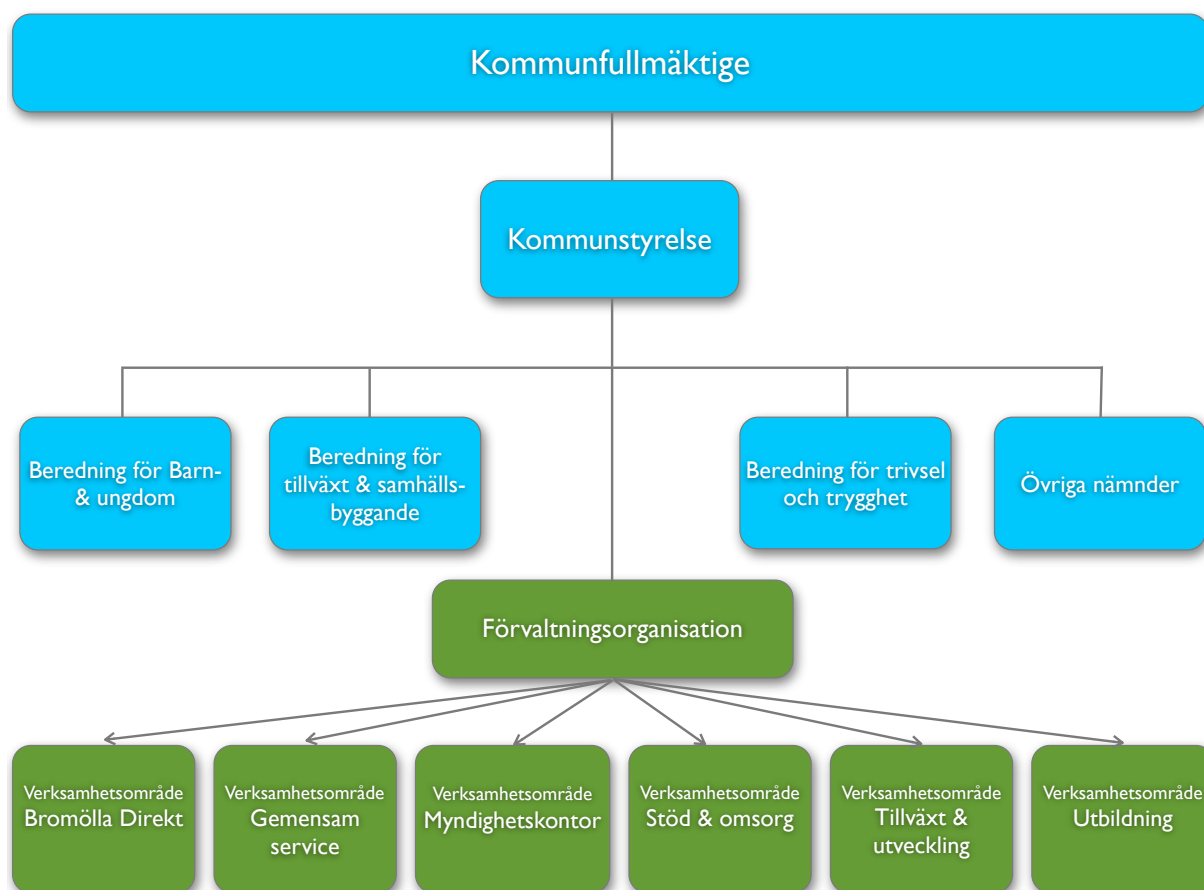 Kommunfullmäktige
Kommunstyrelse
Beredning för Barn-
& ungdom
Beredning för
tillväxt & samhälls-
byggande
Beredning för trivsel
och trygghet
Övriga nämnder
Förvaltningsorganisation
Verksamhetsområde
Bromölla Direkt
Verksamhetsområde
Gemensam
service
Verksamhetsområde
Myndighetskontor
Verksamhetsområde
Stöd & omsorg
Verksamhetsområde
Tillväxt &
utveckling
Verksamhetsområde
Utbildning